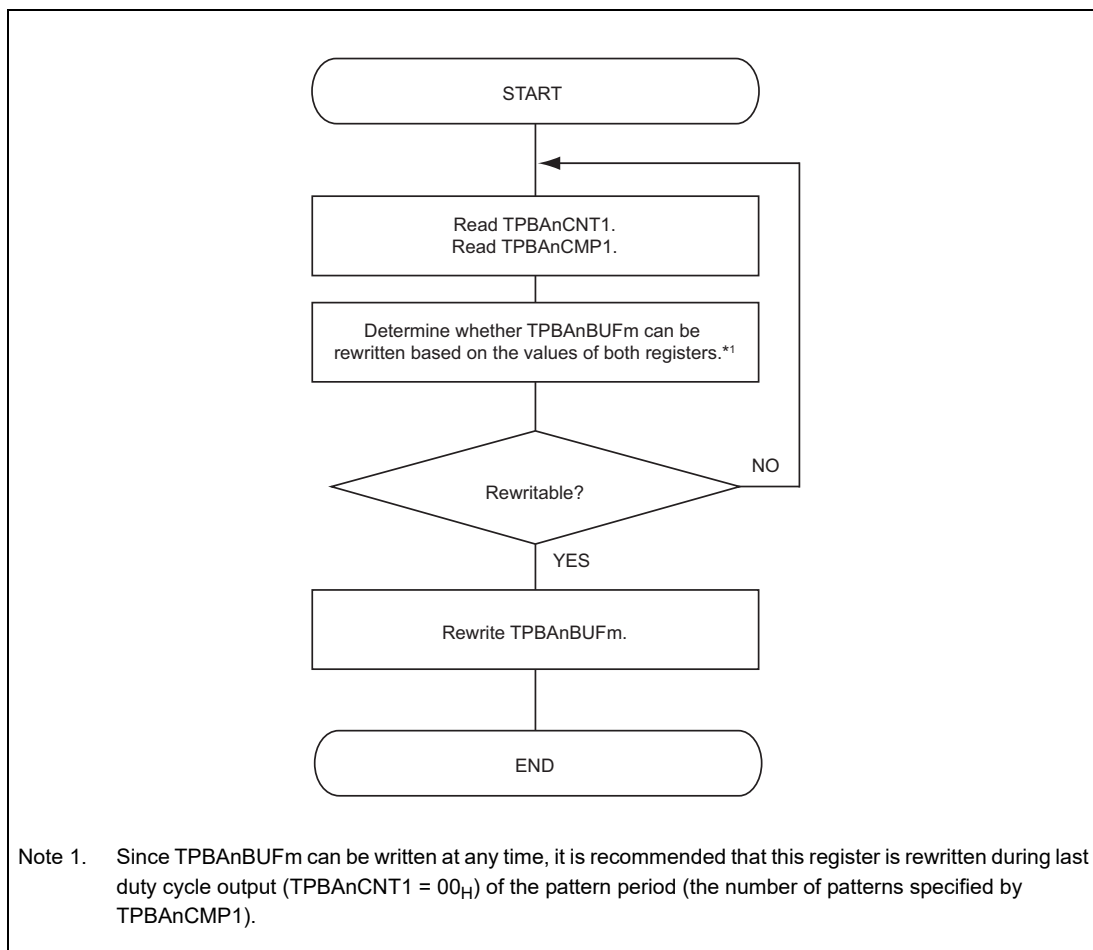 START
Read TPBAnCNT1.
Read TPBAnCMP1.
Determine whether TPBAnBUFm can be
rewritten based on the values of both registers.*1
Rewritable?
NO
YES
Rewrite TPBAnBUFm.
END
Note 1. Since TPBAnBUFm can be written at any time, it is recommended that this register is rewritten during last
duty cycle output (TPBAnCNT1 = 00H) of the pattern period (the number of patterns specified by
TPBAnCMP1).